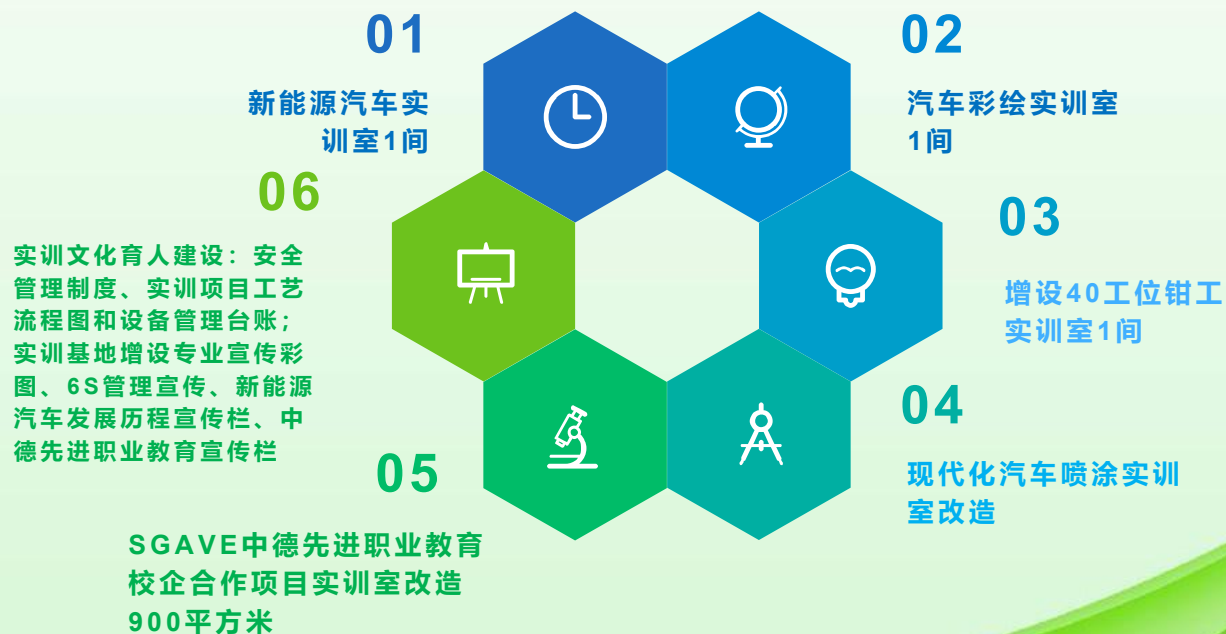 01
新能源汽车实
训室1间
02
汽车彩绘实训室
1间
03
增设40工位钳工
实训室1间
04
现代化汽车喷涂实训
室改造
05
SGAVE中德先进职业教育
校企合作项目实训室改造
900平方米
06
实训文化育人建设：安全
管理制度、实训项目工艺
流程图和设备管理台账；
实训基地增设专业宣传彩
图、6S管理宣传、新能源
汽车发展历程宣传栏、中
德先进职业教育宣传栏